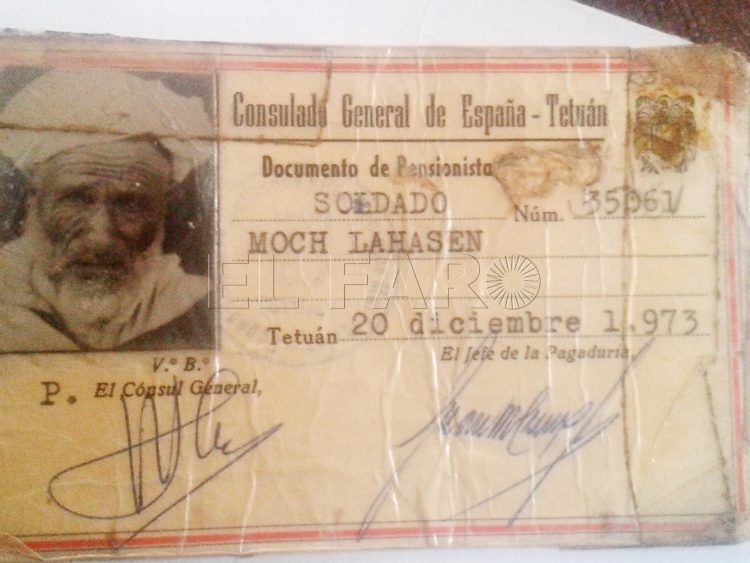 Consulado General de España - Tetuán
Documento de Pensionista
SOLDADO Núm. 35061
MOCH LAHASEN
EL FARO
Tetuán 20 diciembre 1.973
V.º B.º El Jefe de la Pagaduría
P. El Cónsul General,